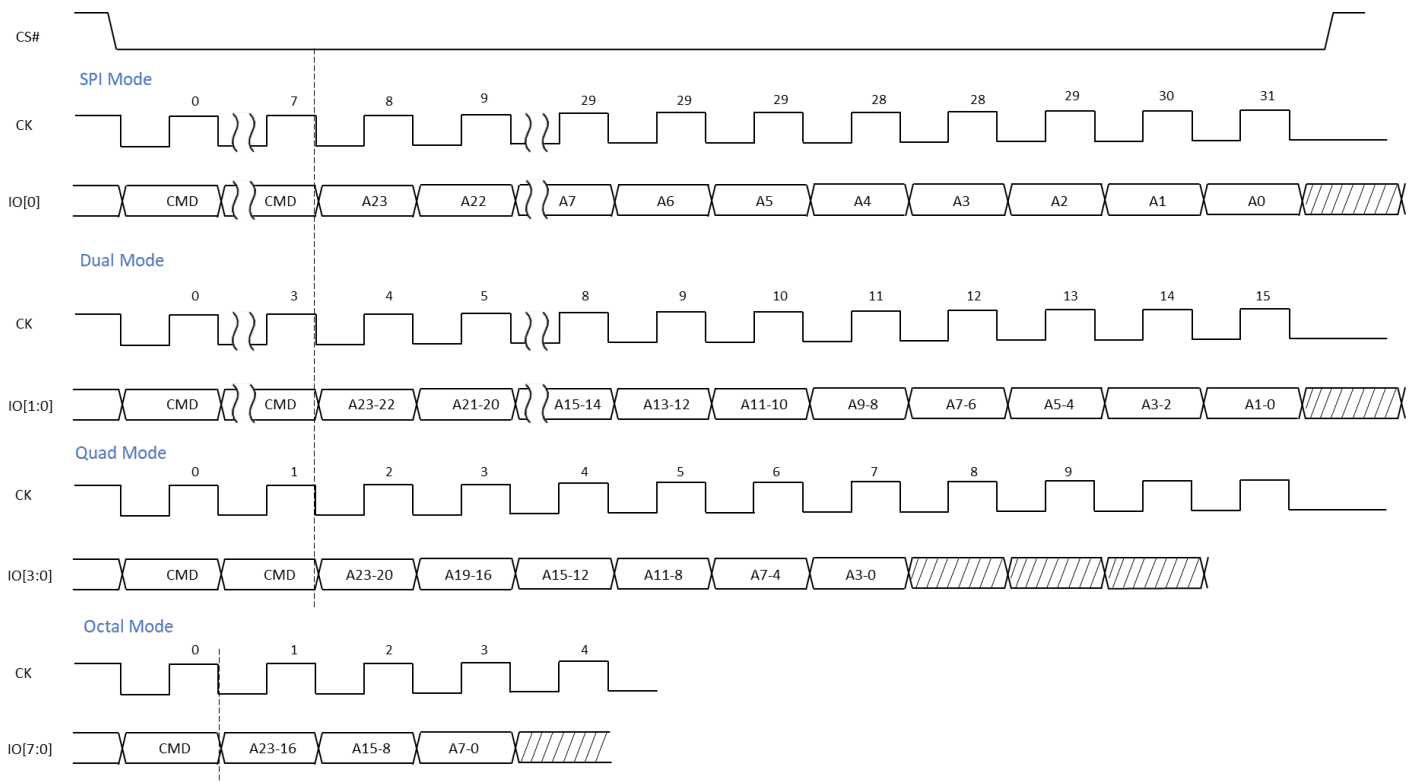 CS#
SPI Mode
0 7 8 9 29 29 29 28 28 29 30 31
CK
IO[0] CMD CMD A23 A22 A7 A6 A5 A4 A3 A2 A1 A0
Dual Mode
0 3 4 5 8 9 10 11 12 13 14 15
CK
IO[1:0] CMD CMD A23-22 A21-20 A15-14 A13-12 A11-10 A9-8 A7-6 A5-4 A3-2 A1-0
Quad Mode
0 1 2 3 4 5 6 7 8 9
CK
IO[3:0] CMD CMD A23-20 A19-16 A15-12 A11-8 A7-4 A3-0
Octal Mode
0 1 2 3 4
CK
IO[7:0] CMD A23-16 A15-8 A7-0